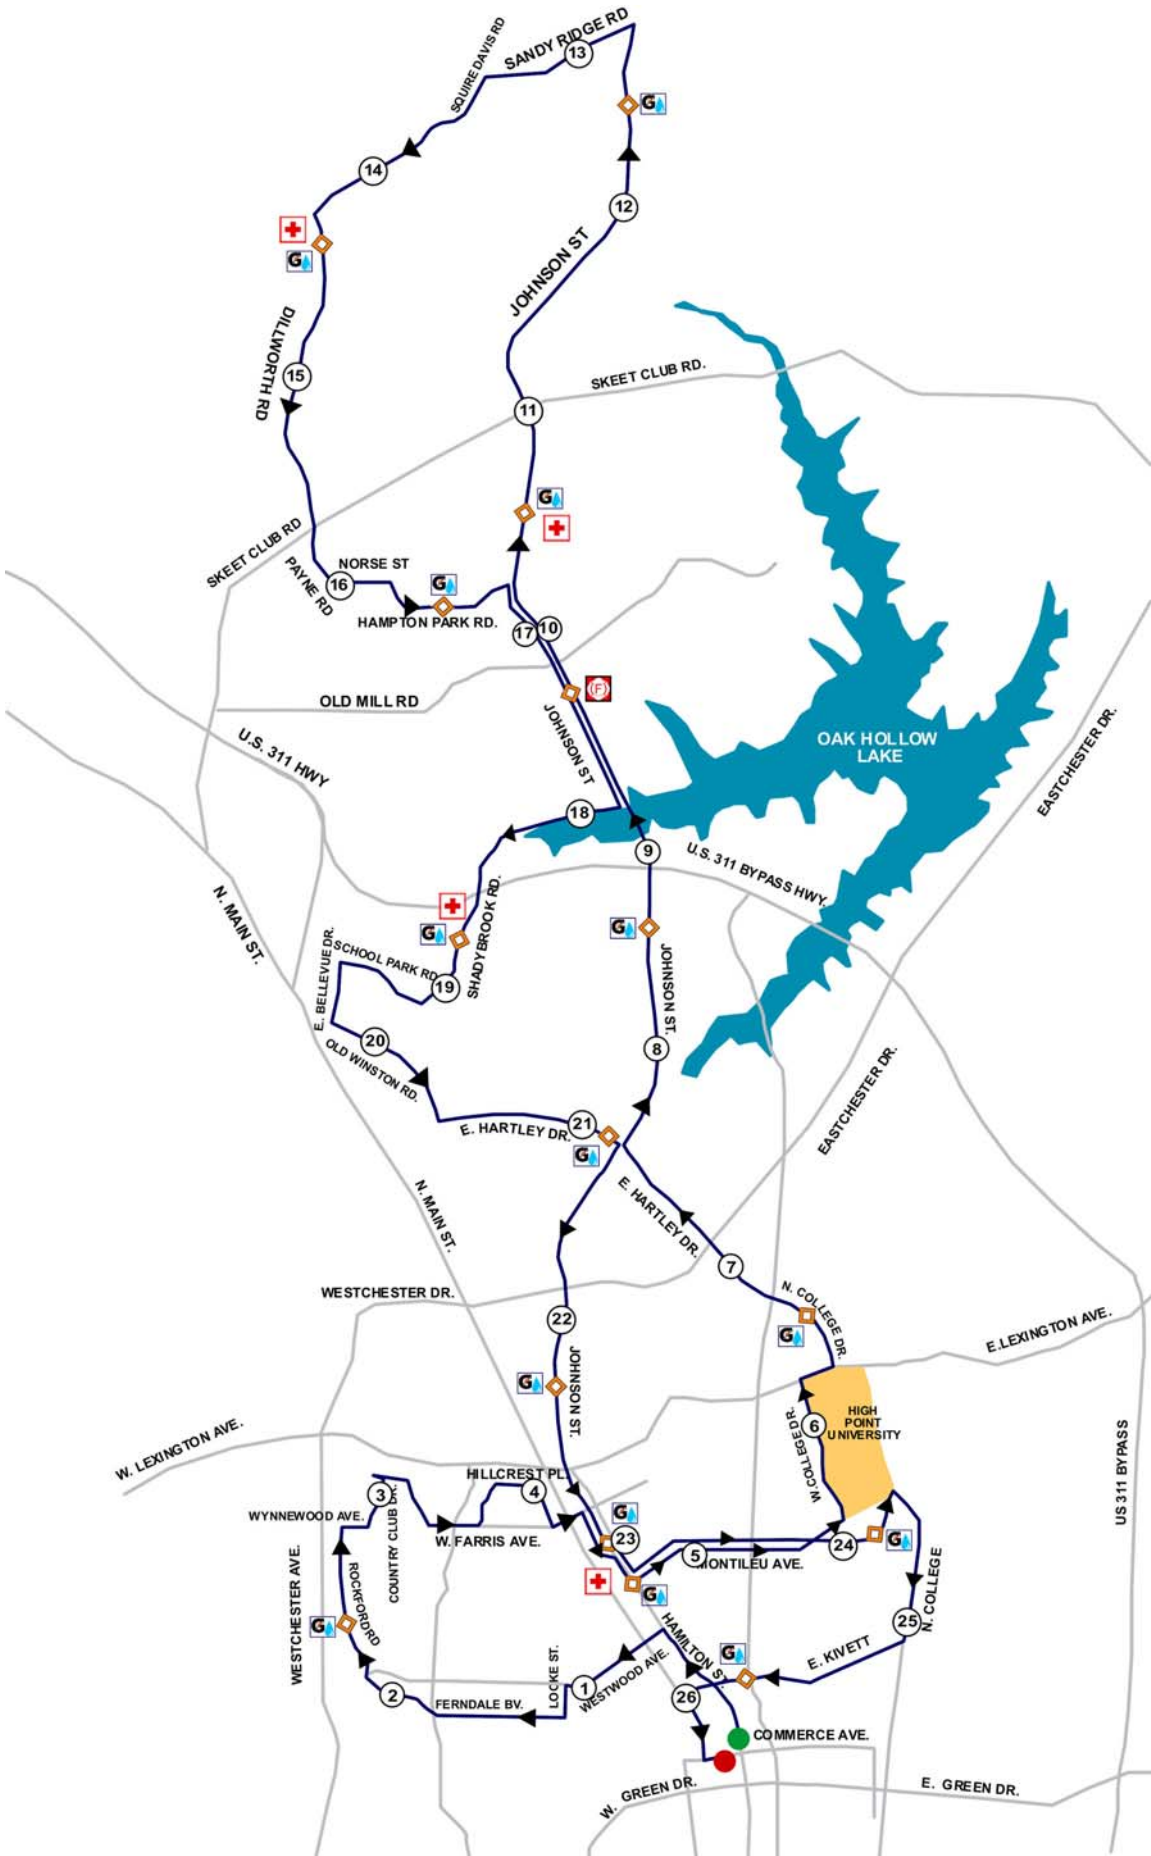 SANDY RIDGE RD
13
SQUIRE DAVIS RD
G
14
12
G
JOHNSON ST
DILLWORTH RD
15
SKEET CLUB RD.
11
G
SKEET CLUB RD
PAYNE RD
16
NORSE ST
G
HAMPTON PARK RD.
17
10
F
OLD MILL RD
JOHNSON ST
U.S. 311 HWY
OAK HOLLOW
LAKE
EASTCHESTER DR.
18
9
U.S. 311 BYPASS HWY.
N. MAIN ST.
G
G
SHADYBROOK RD.
SCHOOL PARK RD
E. BELLEVUE DR.
19
JOHNSON ST.
20
OLD WINSTON RD.
8
EASTCHESTER DR.
21
E. HARTLEY DR.
G
N. MAIN ST.
E. HARTLEY DR.
7
WESTCHESTER DR.
22
N. COLLEGE DR.
G
E.LEXINGTON AVE.
G
JOHNSON ST.
W. LEXINGTON AVE.
HIGH
POINT
UNIVERSITY
6
W.COLLEGE DR.
US 311 BYPASS
HILLCREST PL.
3
4
WYNNEWOOD AVE.
COUNTRY CLUB DR.
W. FARRIS AVE.
G
23
5
MONTILEU AVE.
24
G
WESTCHESTER AVE.
ROCKFORD RD
G
G
N. COLLEGE
25
HAMILTON ST.
G
E. KIVETT
LOCKE ST.
1
WESTWOOD AVE.
2
FERNDALE BV.
26
COMMERCE AVE.
W. GREEN DR.
E. GREEN DR.